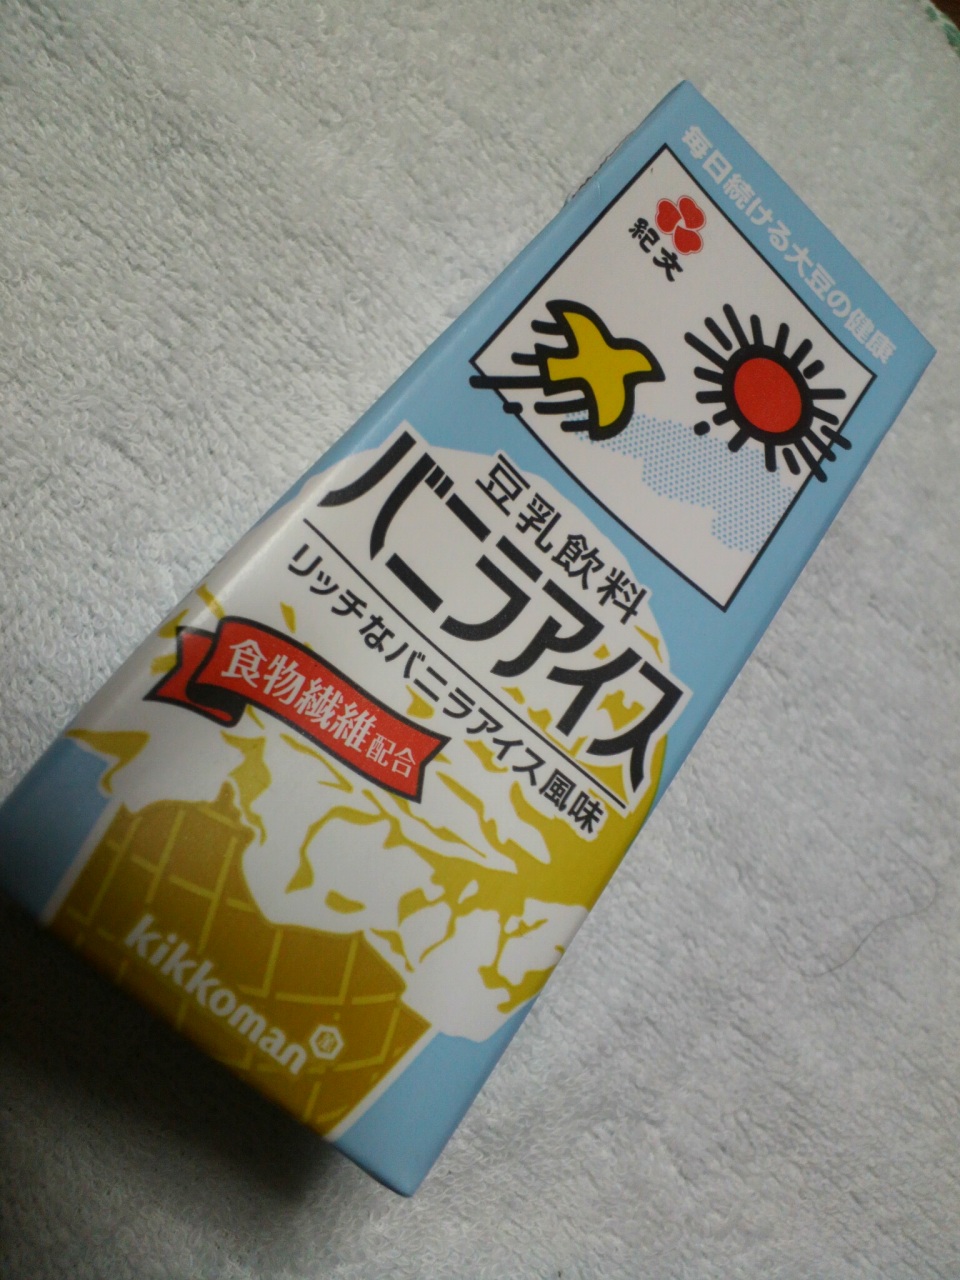 毎日続ける大豆の健康
紀文
豆乳飲料
バニラアイス
リッチなバニラアイス風味
食物繊維配合
kikkoman